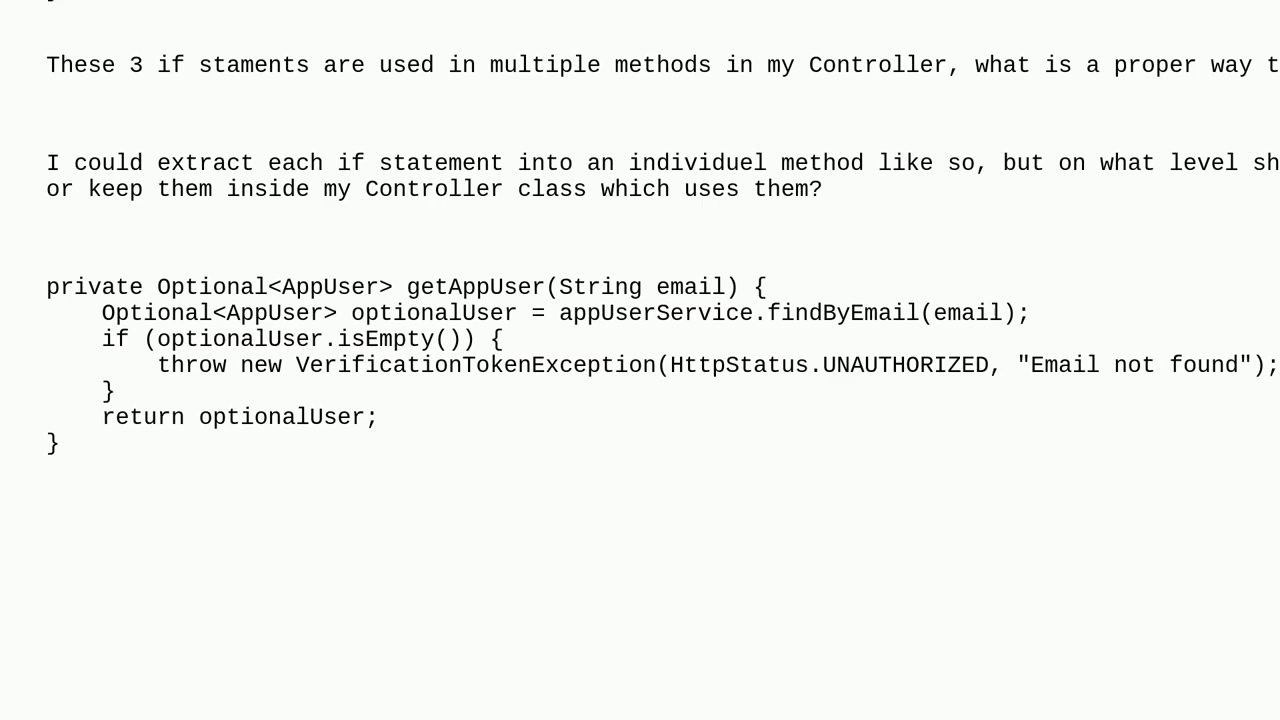 These 3 if staments are used in multiple methods in my Controller, what is a proper way
I could extract each if statement into an individuel method like so, but on what level
or keep them inside my Controller class which uses them?
private Optional<AppUser> getAppUser(String email) {
    Optional<AppUser> optionalUser = appUserService.findByEmail(email);
    if (optionalUser.isEmpty()) {
        throw new VerificationTokenException(HttpStatus.UNAUTHORIZED, "Email not found");
    }
    return optionalUser;
}